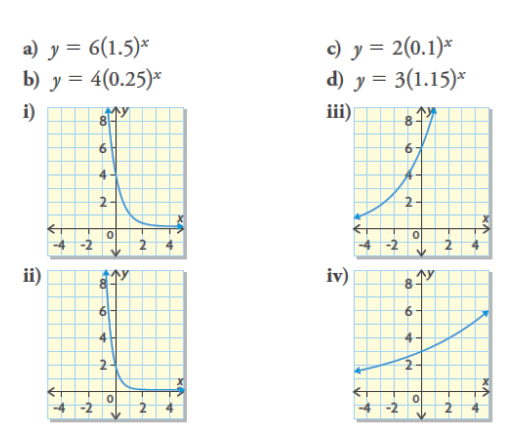 a) y = 6(1.5)ˣ
b) y = 4(0.25)ˣ
c) y = 2(0.1)ˣ
d) y = 3(1.15)ˣ
i)
y
8
6
4
2
x
0
-4 -2 2 4
ii)
y
8
6
4
2
x
0
-4 -2 2 4
iii)
y
8
6
4
2
x
0
-4 -2 2 4
iv)
y
8
6
4
2
x
0
-4 -2 2 4